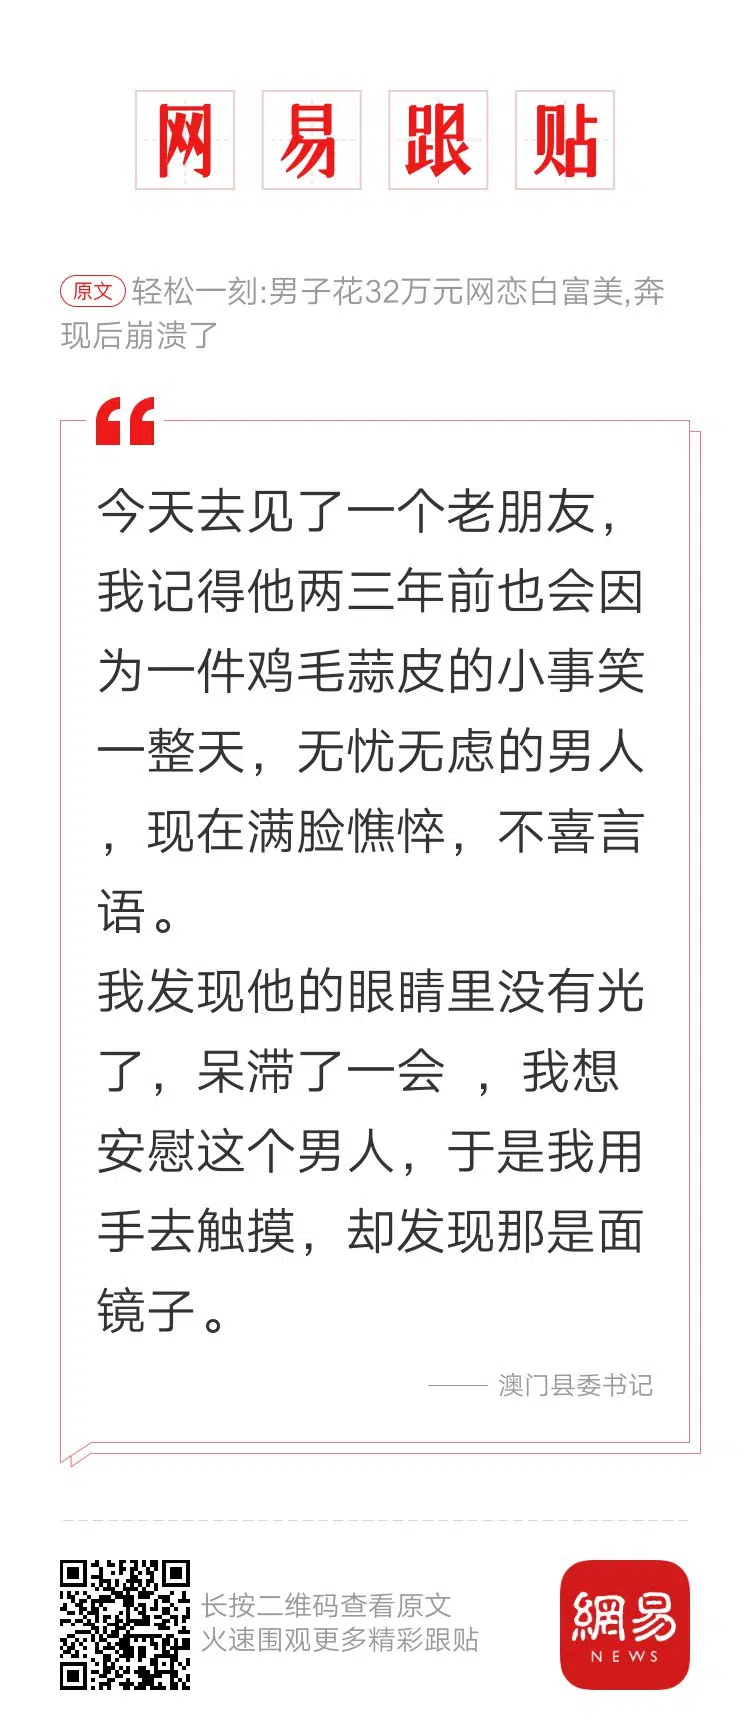 网易跟贴
原文 轻松一刻:男子花32万元网恋白富美,奔
现后崩溃了
今天去见了一个老朋友，
我记得他两三年前也会因
为一件鸡毛蒜皮的小事笑
一整天，无忧无虑的男人
，现在满脸憔悴，不喜言
语。
我发现他的眼睛里没有光
了，呆滞了一会 ，我想
安慰这个男人，于是我用
手去触摸，却发现那是面
镜子。
—— 澳门县委书记
长按二维码查看原文
火速围观更多精彩跟贴
網易
NEWS